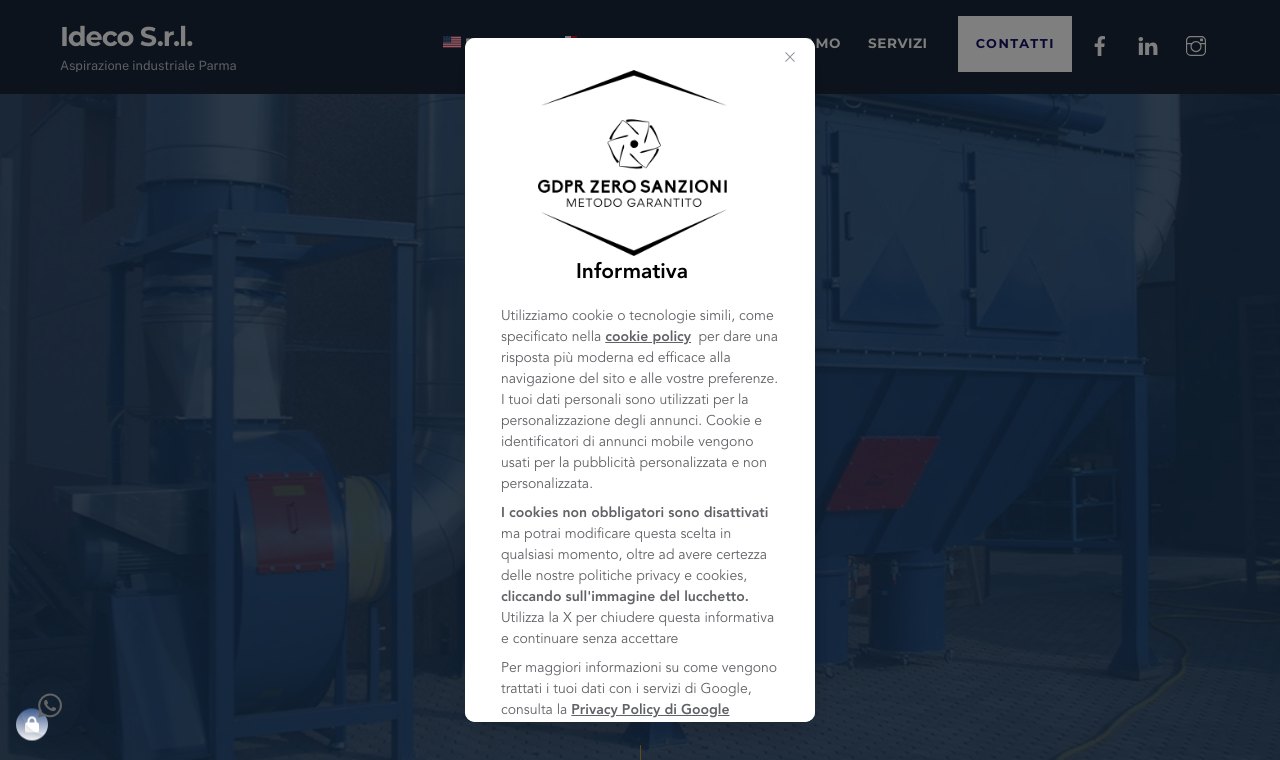 Ideco S.r.l.
Aspirazione industriale Parma
SERVIZI
CONTATTI
GDPR ZERO SANZIONI
METODO GARANTITO
Informativa
Utilizziamo cookie o tecnologie simili, come
specificato nella cookie policy per dare una
risposta più moderna ed efficace alla
navigazione del sito e alle vostre preferenze.
I tuoi dati personali sono utilizzati per la
personalizzazione degli annunci. Cookie e
identificatori di annunci mobile vengono
usati per la pubblicità personalizzata e non
personalizzata.
I cookies non obbligatori sono disattivati
ma potrai modificare questa scelta in
qualsiasi momento, oltre ad avere certezza
delle nostre politiche privacy e cookies,
cliccando sull'immagine del lucchetto.
Utilizza la X per chiudere questa informativa
e continuare senza accettare
Per maggiori informazioni su come vengono
trattati i tuoi dati con i servizi di Google,
consulta la Privacy Policy di Google